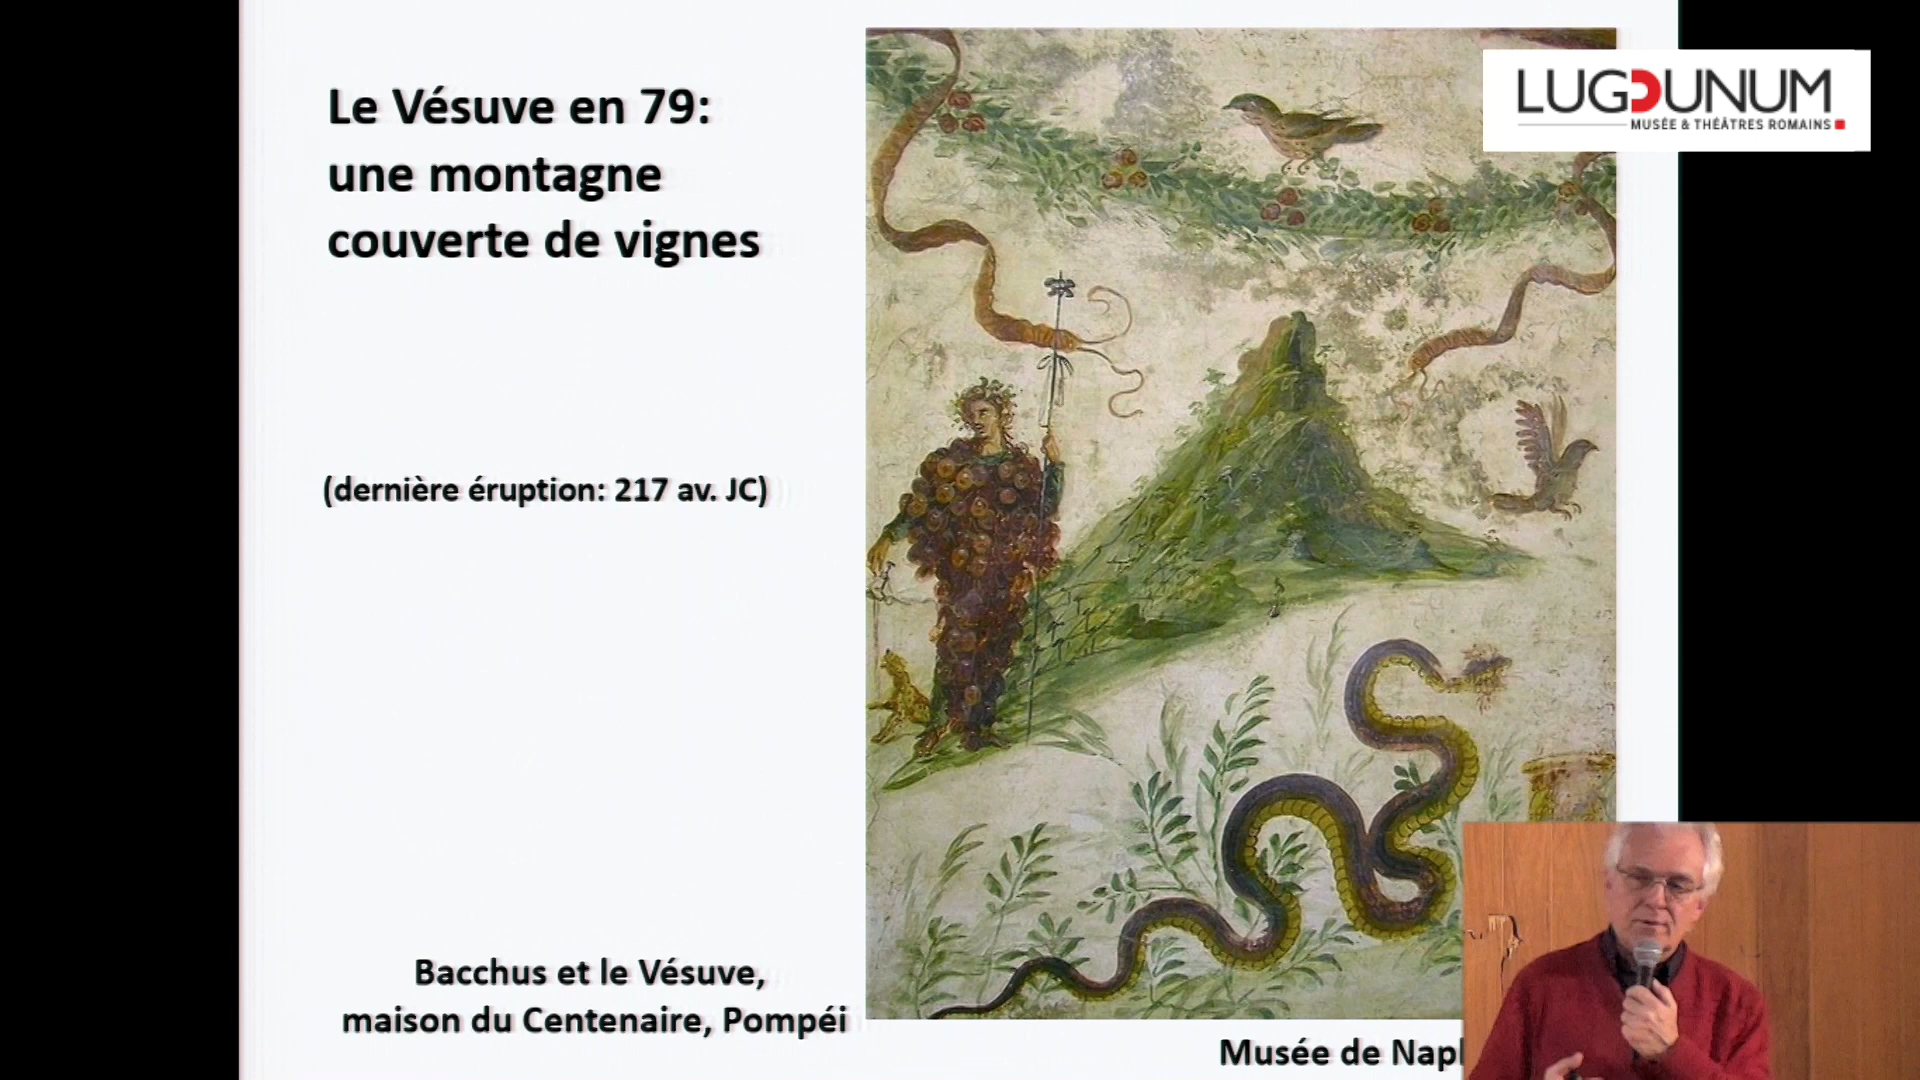 Le Vésuve en 79:
une montagne
couverte de vignes
(dernière éruption: 217 av. JC)
Bacchus et le Vésuve,
maison du Centenaire, Pompéi
Musée de
LUGDUNUM
MUSÉE & THÉÂTRES ROMAINS